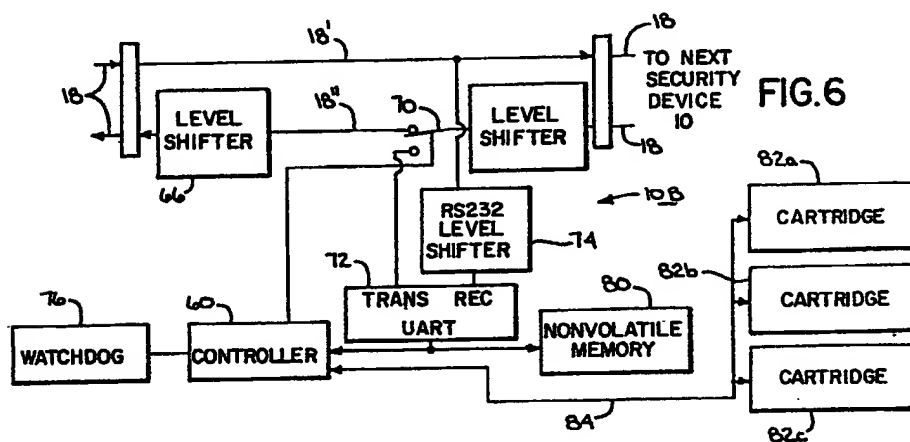 18'
18
TO NEXT
SECURITY
DEVICE
10
FIG.6
18
18"
70
LEVEL
SHIFTER
LEVEL
SHIFTER
18
66
82a
10B
CARTRIDGE
RS232
LEVEL
SHIFTER
74
72
82b
80
TRANS REC
UART
CARTRIDGE
76
60
NONVOLATILE
MEMORY
WATCHDOG
CONTROLLER
CARTRIDGE
84
82c